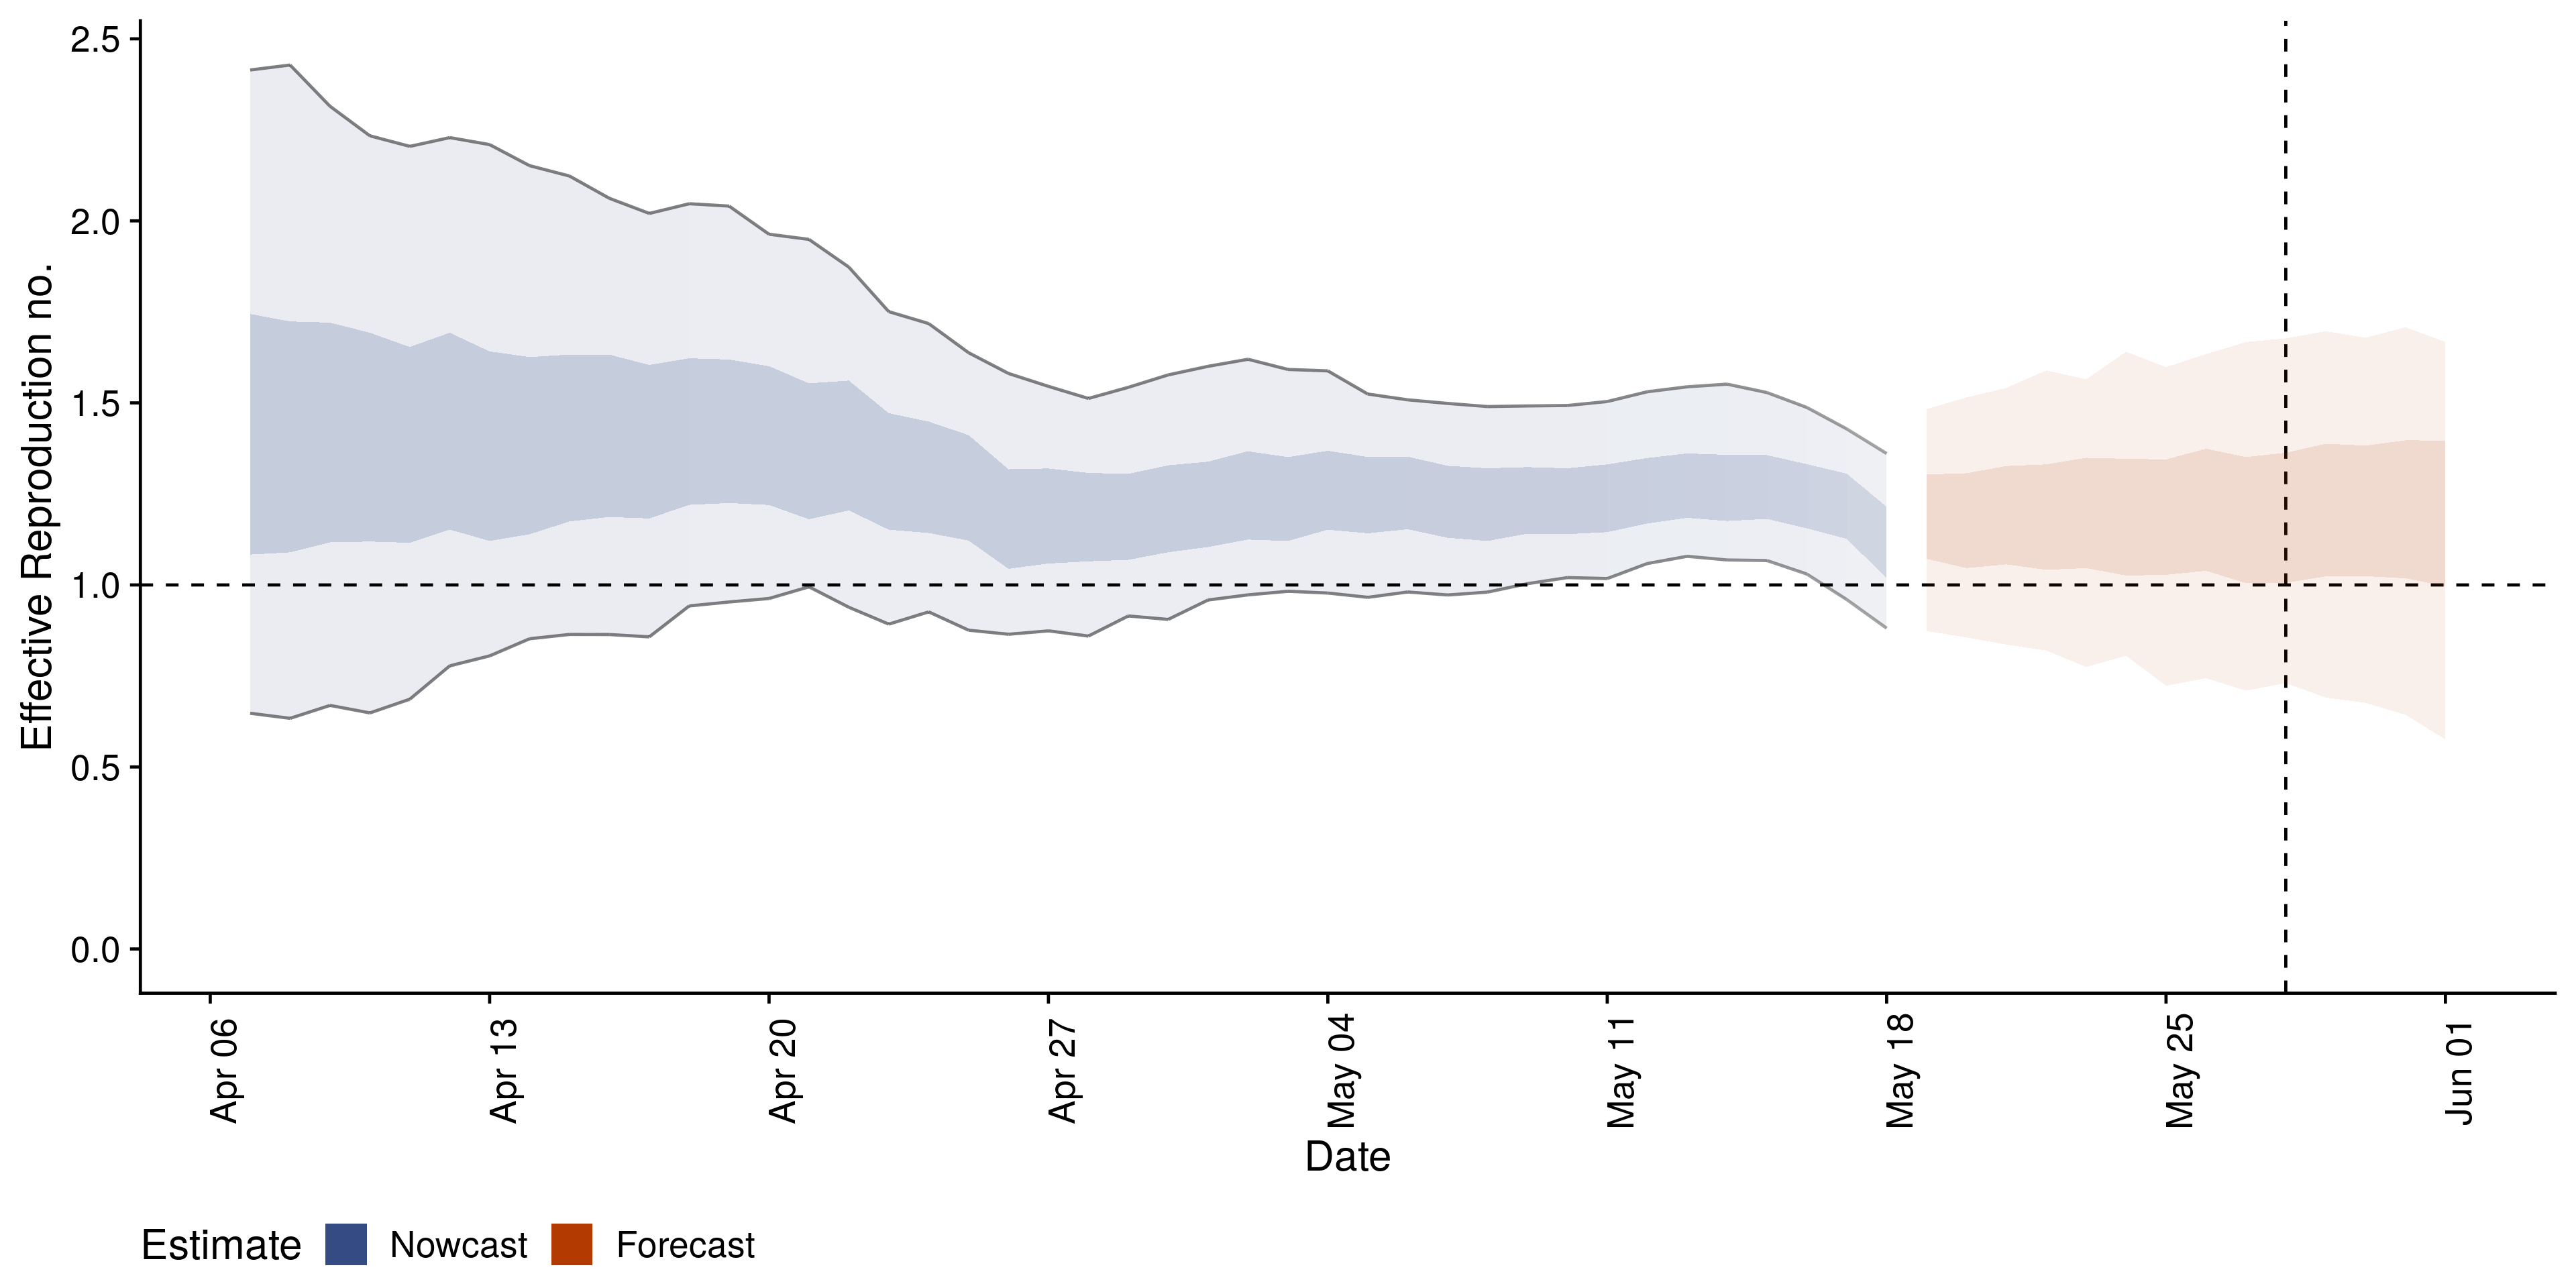 Effective Reproduction no.
2.5
2.0
1.5
1.0
0.5
0.0
Apr 06
Apr 13
Apr 20
Apr 27
May 04
May 11
May 18
May 25
Jun 01
Date
Estimate Nowcast Forecast